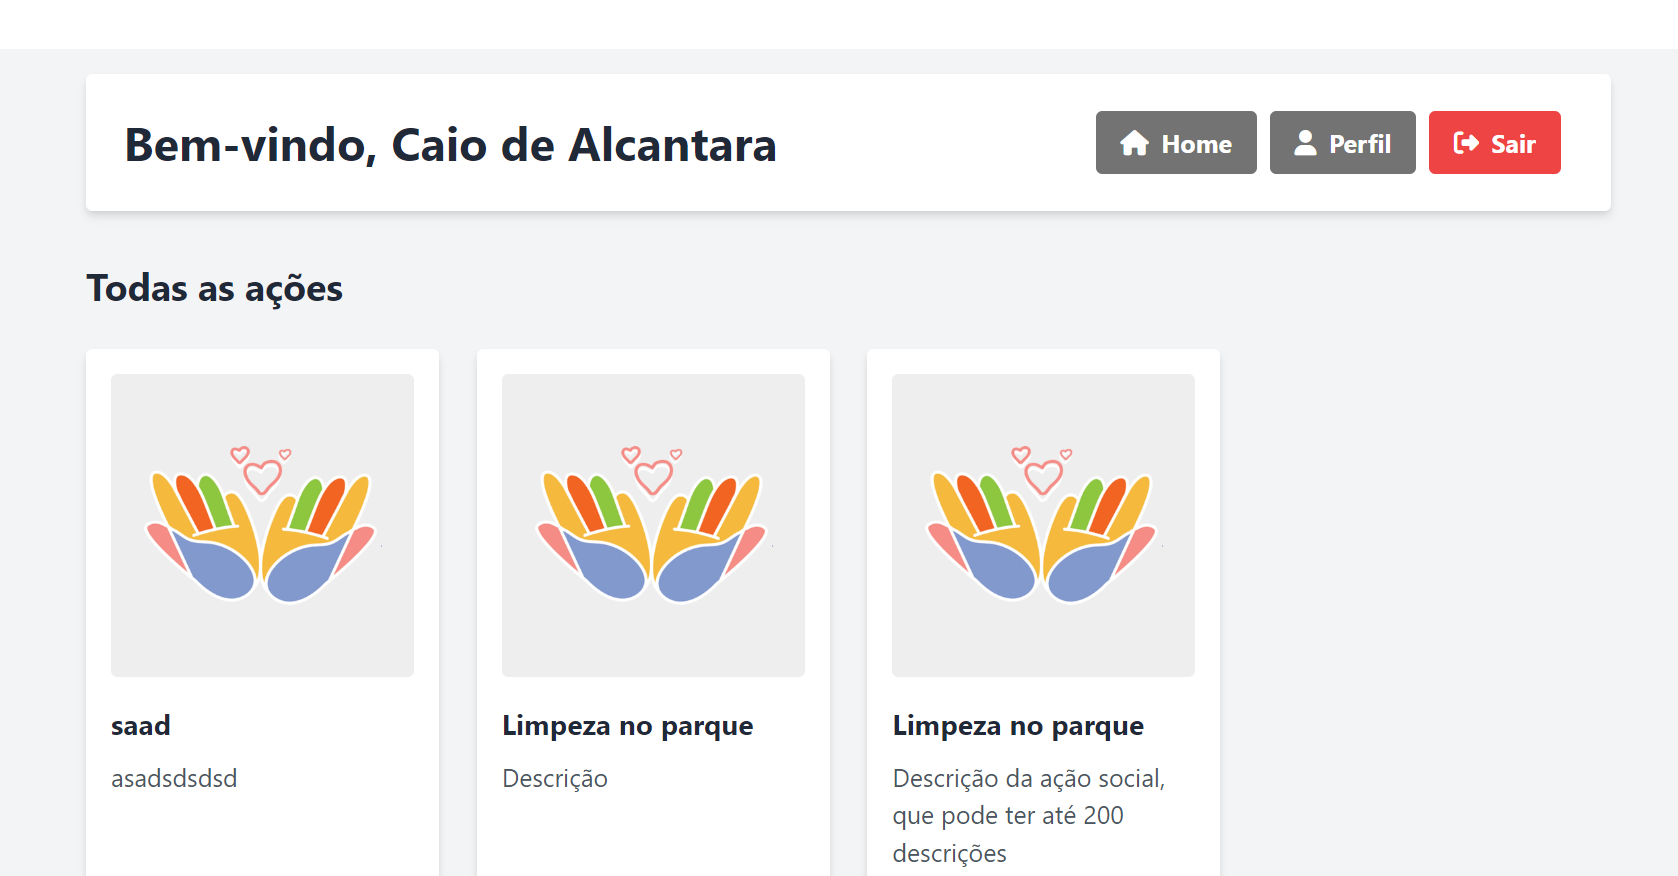 Bem-vindo, Caio de Alcantara
Home
Perfil
Sair
Todas as ações
saad
asadsdsdsd
Limpeza no parque
Descrição
Limpeza no parque
Descrição da ação social,
que pode ter até 200
descrições